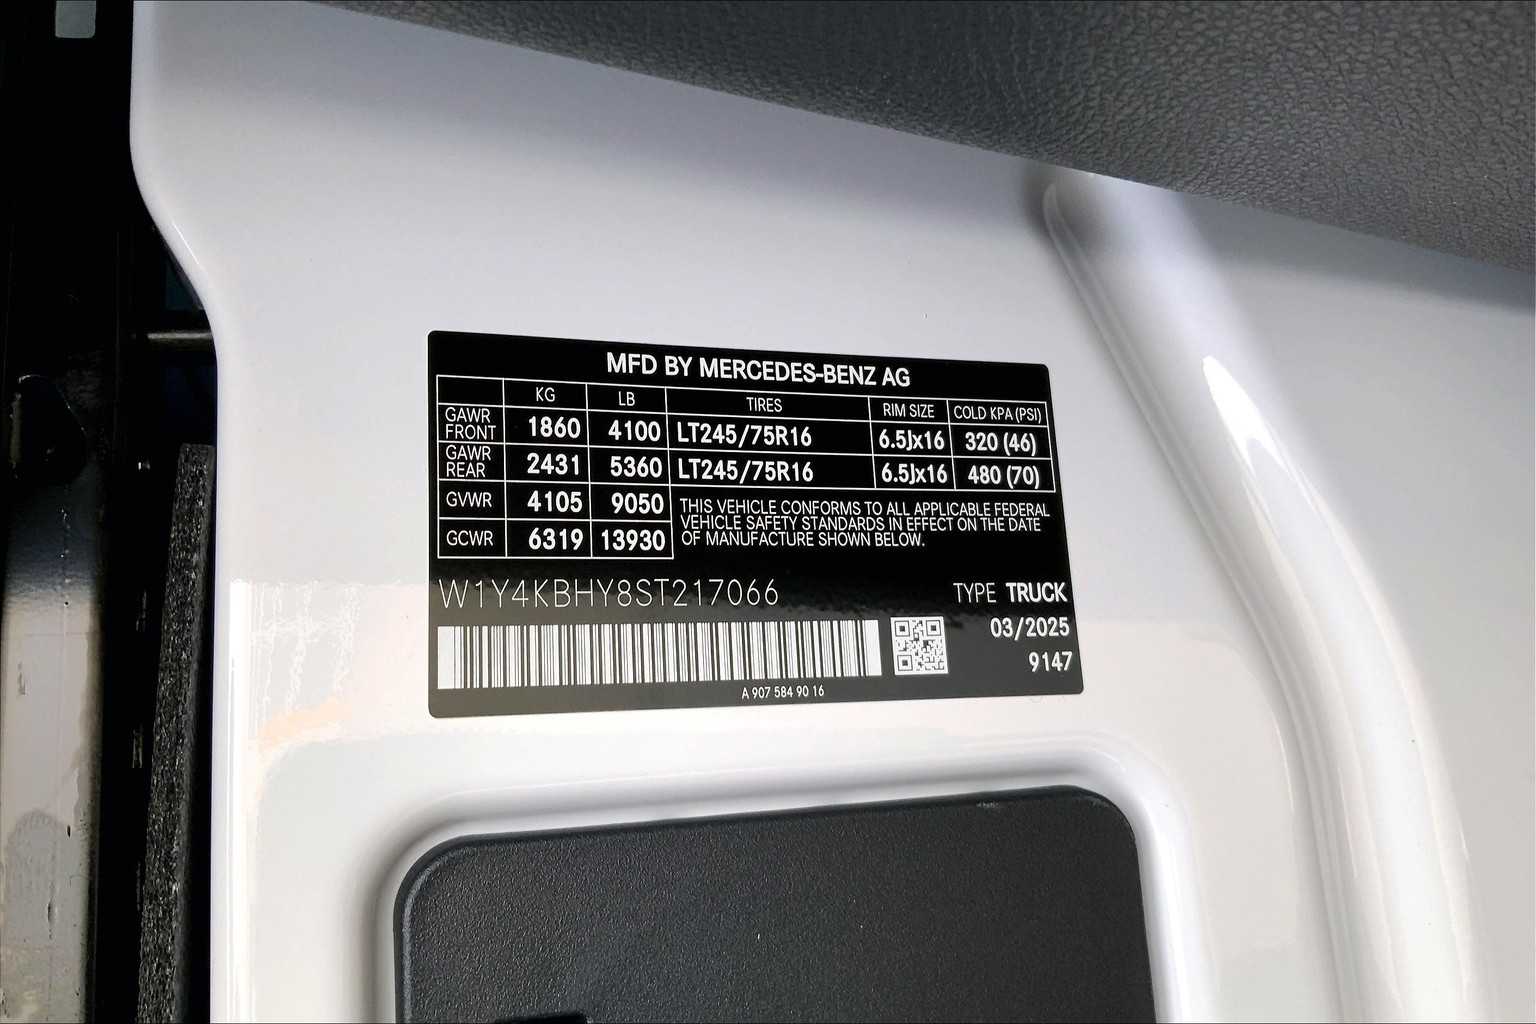 MFD BY MERCEDES-BENZ AG
KG LB TIRES RIM SIZE COLD KPA (PSI)
GAWR FRONT 1860 4100 LT245/75R16 6.5Jx16 320 (46)
GAWR REAR 2431 5360 LT245/75R16 6.5Jx16 480 (70)
GVWR 4105 9050
GCWR 6319 13930
THIS VEHICLE CONFORMS TO ALL APPLICABLE FEDERAL
VEHICLE SAFETY STANDARDS IN EFFECT ON THE DATE
OF MANUFACTURE SHOWN BELOW.
W1Y4KBHY8ST217066 TYPE TRUCK
03/2025
9147
A 907 584 90 16